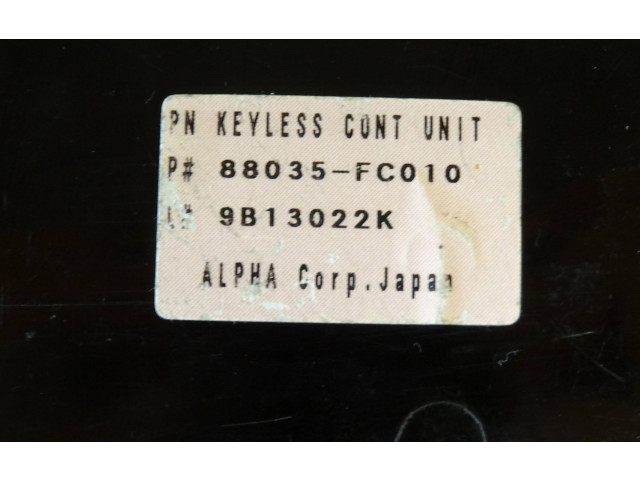 PN KEYLESS CONT UNIT
P# 88035-FC010
L# 9B13022K
ALPHA Corp.Japan